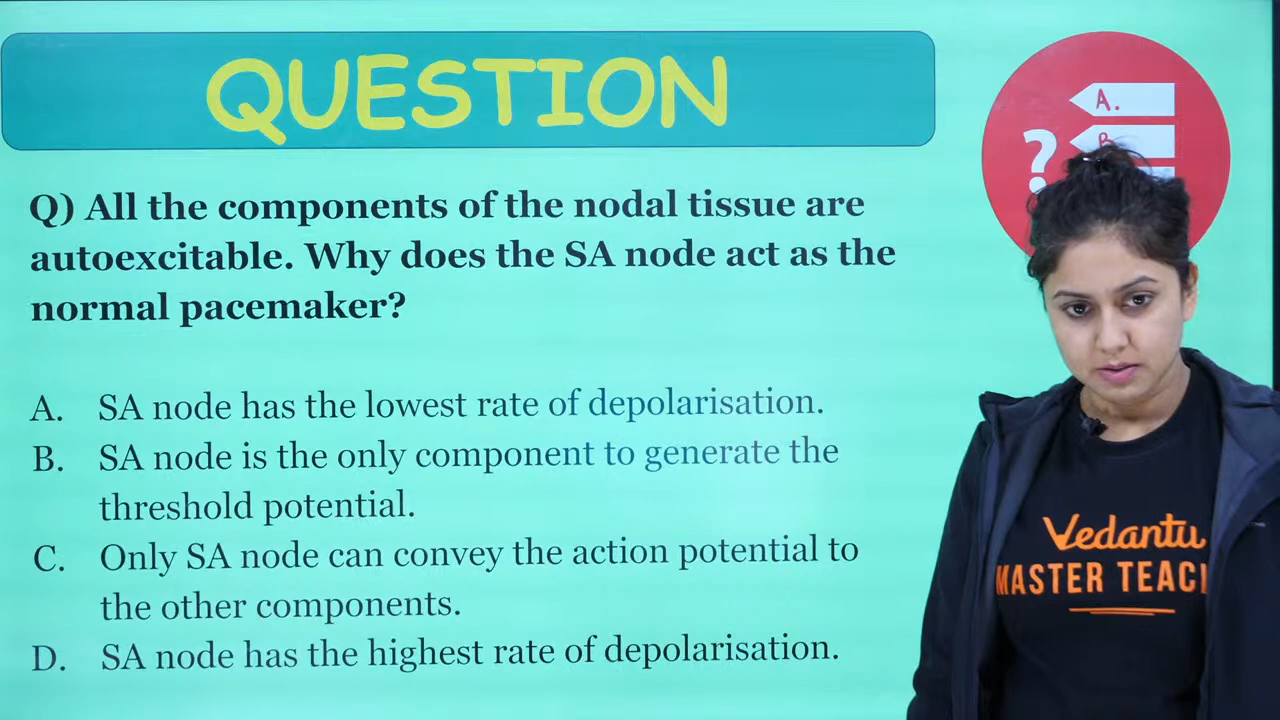 QUESTION
A.
B
?
Q) All the components of the nodal tissue are
autoexcitable. Why does the SA node act as the
normal pacemaker?
A. SA node has the lowest rate of depolarisation.
B. SA node is the only component to generate the
threshold potential.
C. Only SA node can convey the action potential to
the other components.
D. SA node has the highest rate of depolarisation.
Vedantu
MASTER TEAC